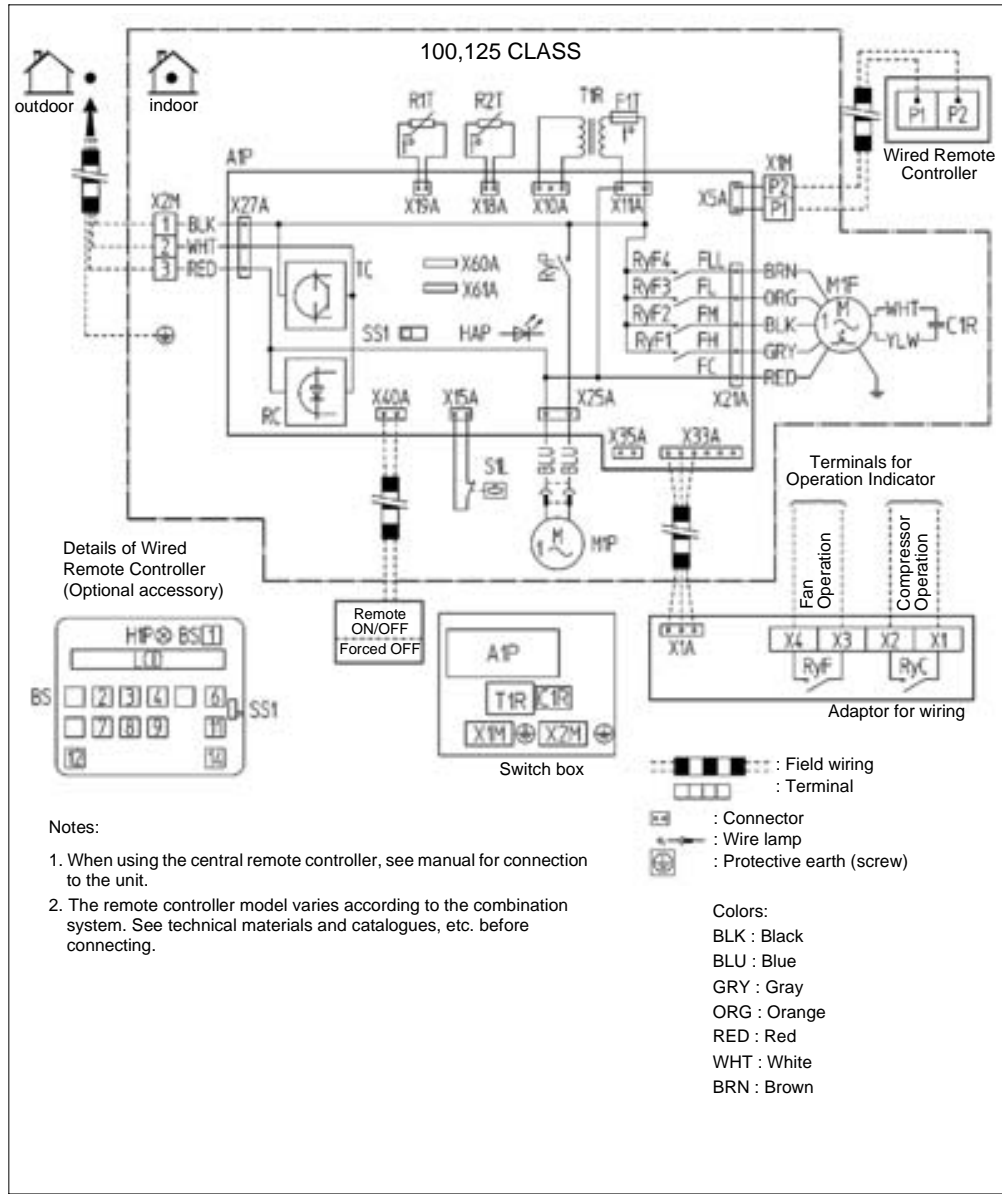 100,125 CLASS
outdoor
indoor
R1T
R2T
T1R
F1T
t°
t°
t°
P1 P2
Wired Remote
Controller
A1P
X19A
X18A
X10A
X11A
X5A
X1M
P2
P1
X2M
X27A
1 BLK
2 WHT
3 RED
TC
RC
X60A
X61A
SS1
HAP
RyP
RyF4 FLL BRN
RyF3 FL ORG
RyF2 FM BLK
RyF1 FH GRY
FC RED
M1F
M
1
WHT
YLW
C1R
X21A
X40A
X15A
X25A
X35A
X33A
S1L
BLU
BLU
M
1
M1P
Terminals for
Operation Indicator
Fan
Operation
Compressor
Operation
X1A
X4 X3 X2 X1
RyF
RyC
Adaptor for wiring
Details of Wired
Remote Controller
(Optional accessory)
H1P BS 1
LCD
BS
2 3 4 6
SS1
7 8 9 11
12 14
Remote
ON/OFF
Forced OFF
A1P
T1R C1R
X1M X2M
Switch box
: Field wiring
: Terminal
: Connector
: Wire lamp
: Protective earth (screw)
Notes:
1. When using the central remote controller, see manual for connection
to the unit.
2. The remote controller model varies according to the combination
system. See technical materials and catalogues, etc. before
connecting.
Colors:
BLK : Black
BLU : Blue
GRY : Gray
ORG : Orange
RED : Red
WHT : White
BRN : Brown